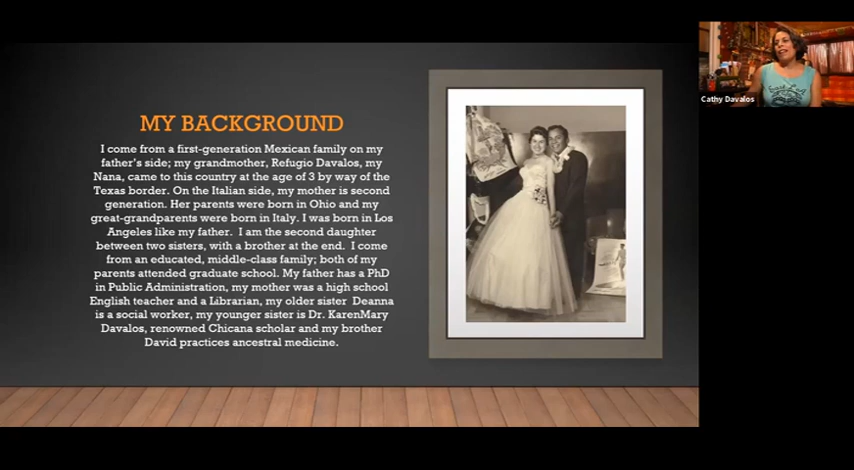 MY BACKGROUND
I come from a first-generation Mexican family on my
father's side; my grandmother, Refugio Davalos, my
Nana, came to this country at the age of 3 by way of the
Texas border. On the Italian side, my mother is second
generation. Her parents were born in Ohio and my
great-grandparents were born in Italy. I was born in Los
Angeles like my father.  I am the second daughter
between two sisters, with a brother at the end.  I come
from an educated, middle-class family; both of my
parents attended graduate school. My father has a PhD
in Public Administration, my mother was a high school
English teacher and a Librarian, my older sister  Deanna
is a social worker, my younger sister is Dr. KarenMary
Davalos, renowned Chicana scholar and my brother
David practices ancestral medicine.
Cathy Davalos